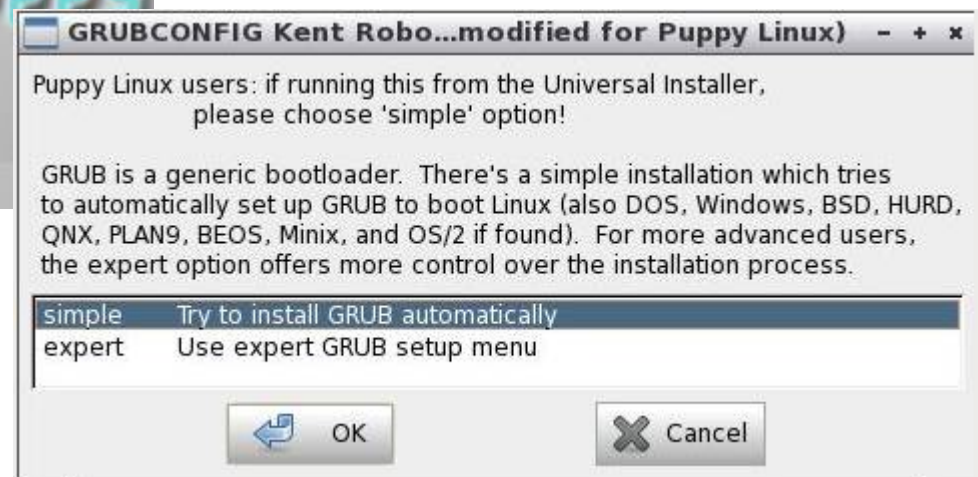 GRUBCONFIG Kent Robo...modified for Puppy Linux)
Puppy Linux users: if running this from the Universal Installer,
please choose 'simple' option!
GRUB is a generic bootloader. There's a simple installation which tries
to automatically set up GRUB to boot Linux (also DOS, Windows, BSD, HURD,
QNX, PLAN9, BEOS, Minix, and OS/2 if found). For more advanced users,
the expert option offers more control over the installation process.
simple Try to install GRUB automatically
expert Use expert GRUB setup menu
OK Cancel